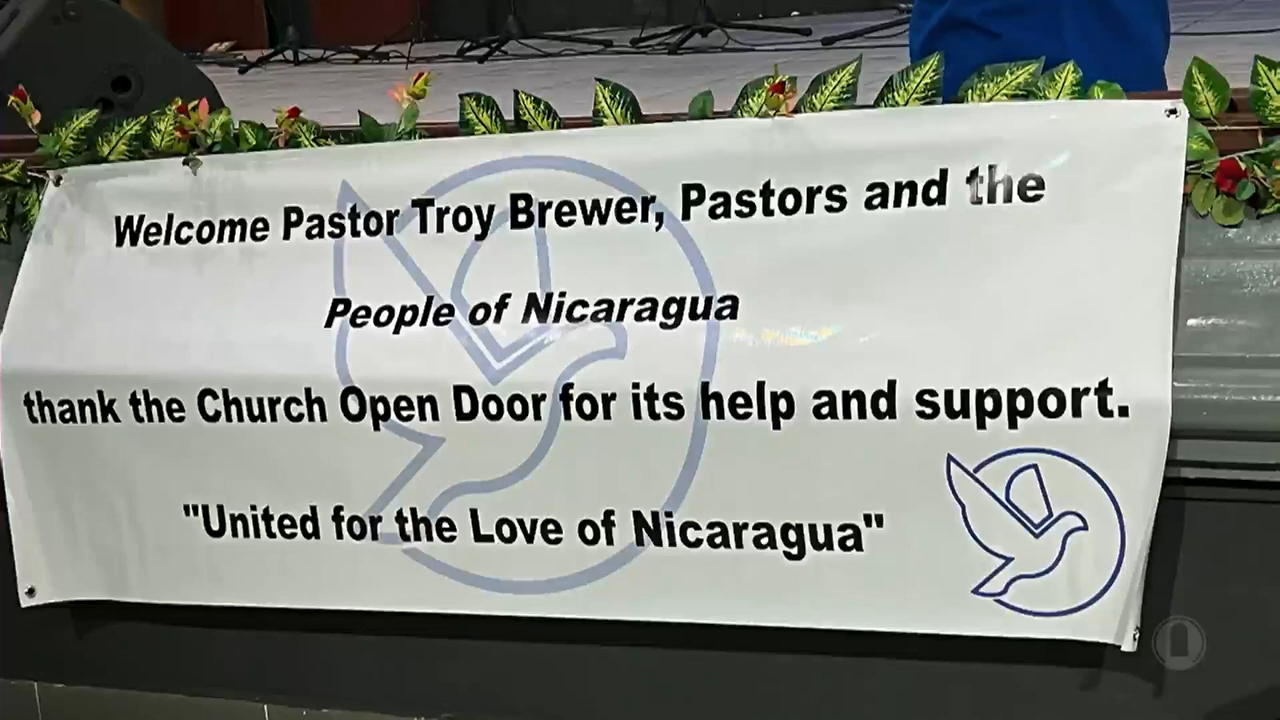 Welcome Pastor Troy Brewer, Pastors and the
People of Nicaragua
thank the Church Open Door for its help and support.
"United for the Love of Nicaragua"